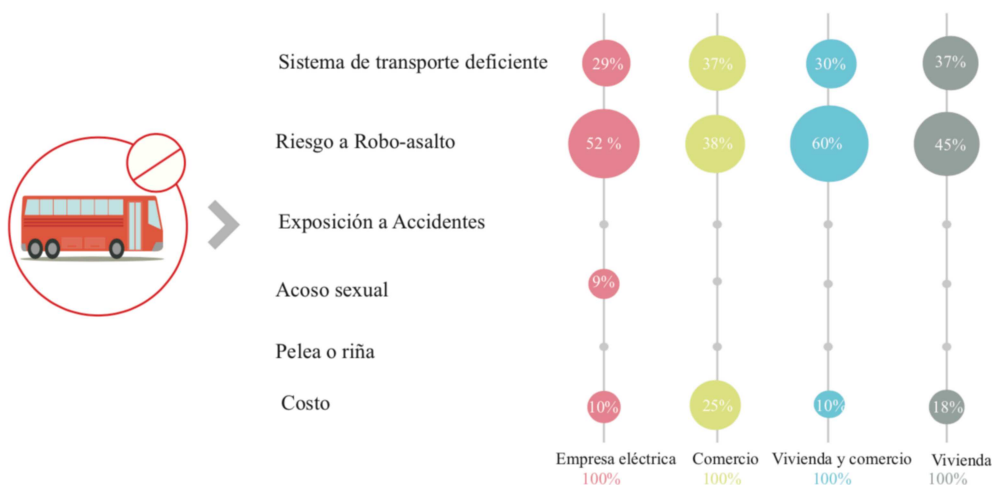 Sistema de transporte deficiente 29% 37% 30% 37%
Riesgo a Robo-asalto 52 % 38% 60% 45%
Exposición a Accidentes
Acoso sexual 9%
Pelea o riña
Costo 10% 25% 10% 18%
Empresa eléctrica Comercio Vivienda y comercio Vivienda
100% 100% 100% 100%